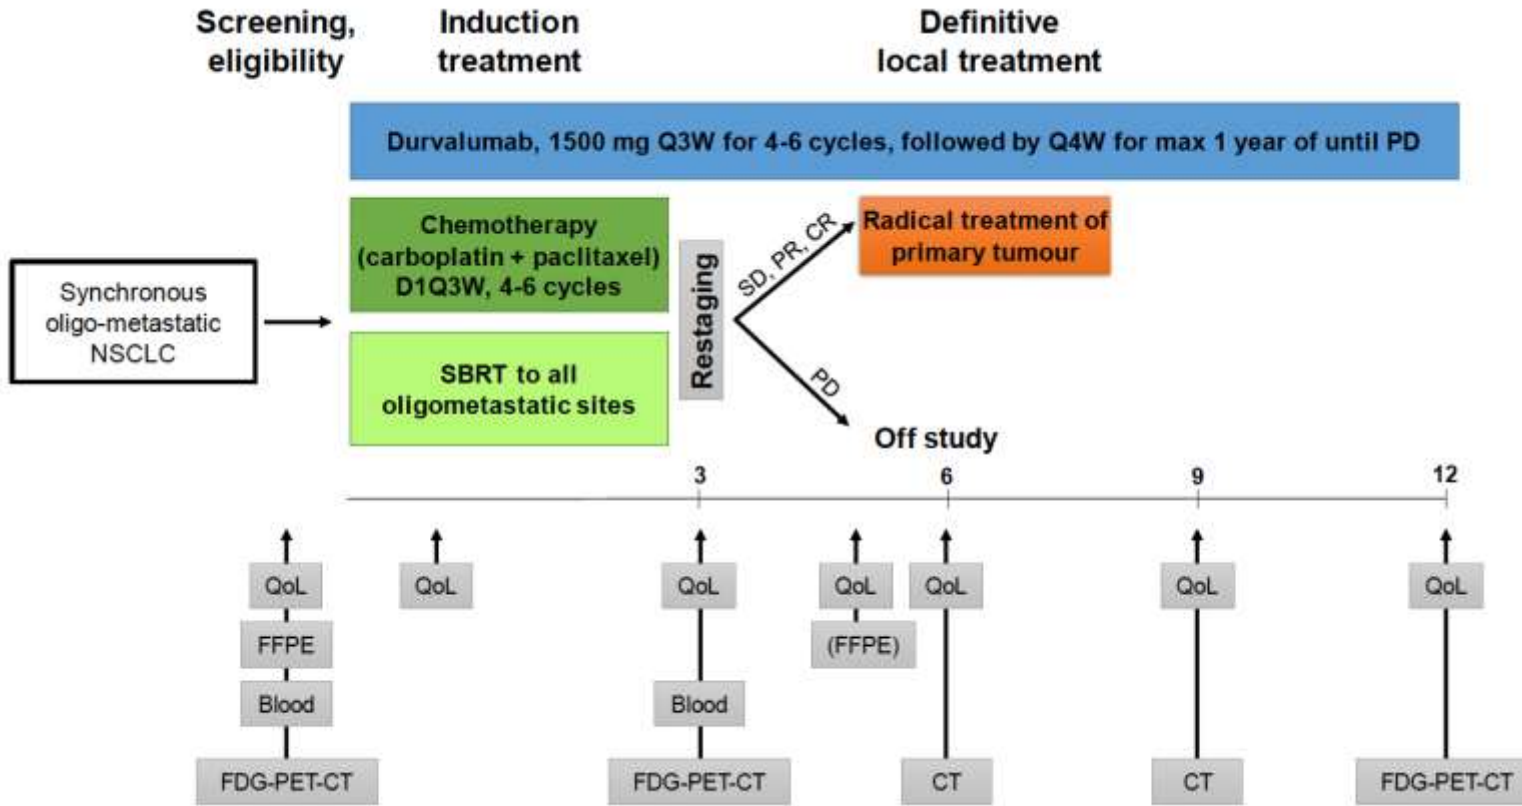 Screening,
eligibility
Induction
treatment
Definitive
local treatment
Durvalumab, 1500 mg Q3W for 4-6 cycles, followed by Q4W for max 1 year of until PD
Synchronous
oligo-metastatic
NSCLC
Chemotherapy
(carboplatin + paclitaxel)
D1Q3W, 4-6 cycles
SBRT to all
oligometastatic sites
Restaging
SD, PR, CR
Radical treatment of
primary tumour
PD
Off study
3
6
9
12
QoL
QoL
QoL
QoL
QoL
QoL
QoL
FFPE
(FFPE)
Blood
Blood
FDG-PET-CT
FDG-PET-CT
CT
CT
FDG-PET-CT